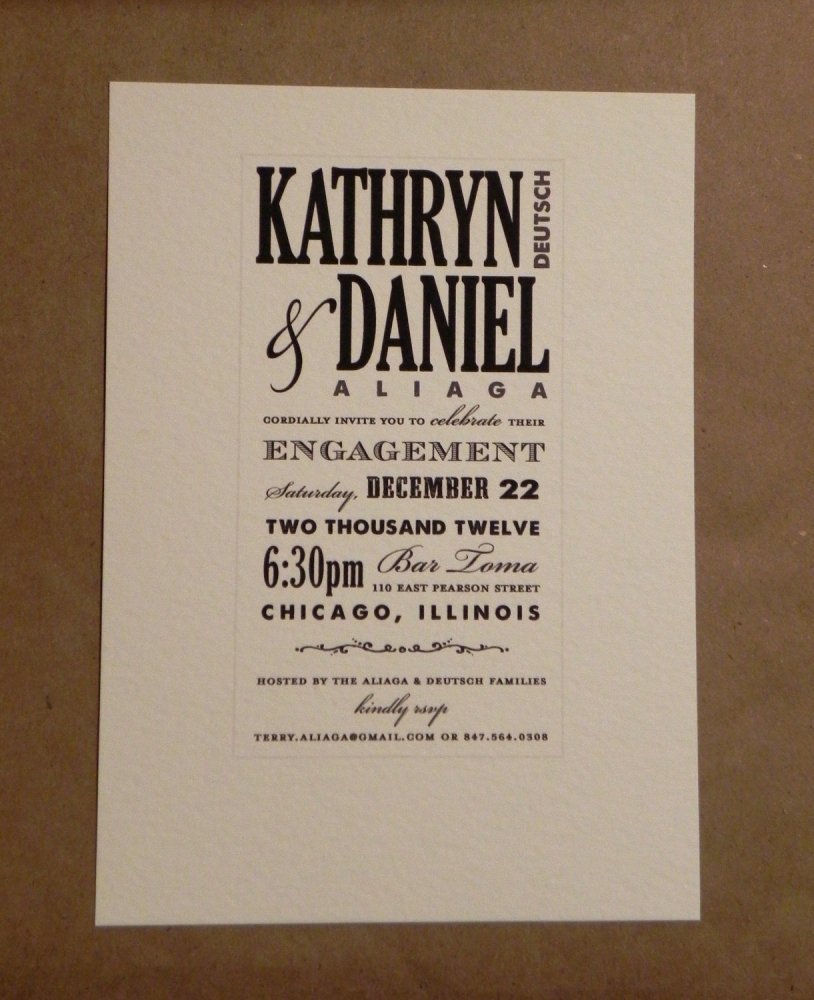 KATHRYN DEUTSCH
& DANIEL
ALIAGA
CORDIALLY INVITE YOU TO celebrate THEIR
ENGAGEMENT
Saturday, DECEMBER 22
TWO THOUSAND TWELVE
6:30pm Bar Toma
110 EAST PEARSON STREET
CHICAGO, ILLINOIS
HOSTED BY THE ALIAGA & DEUTSCH FAMILIES
kindly rsvp
TERRY.ALIAGA@GMAIL.COM OR 847.564.0308